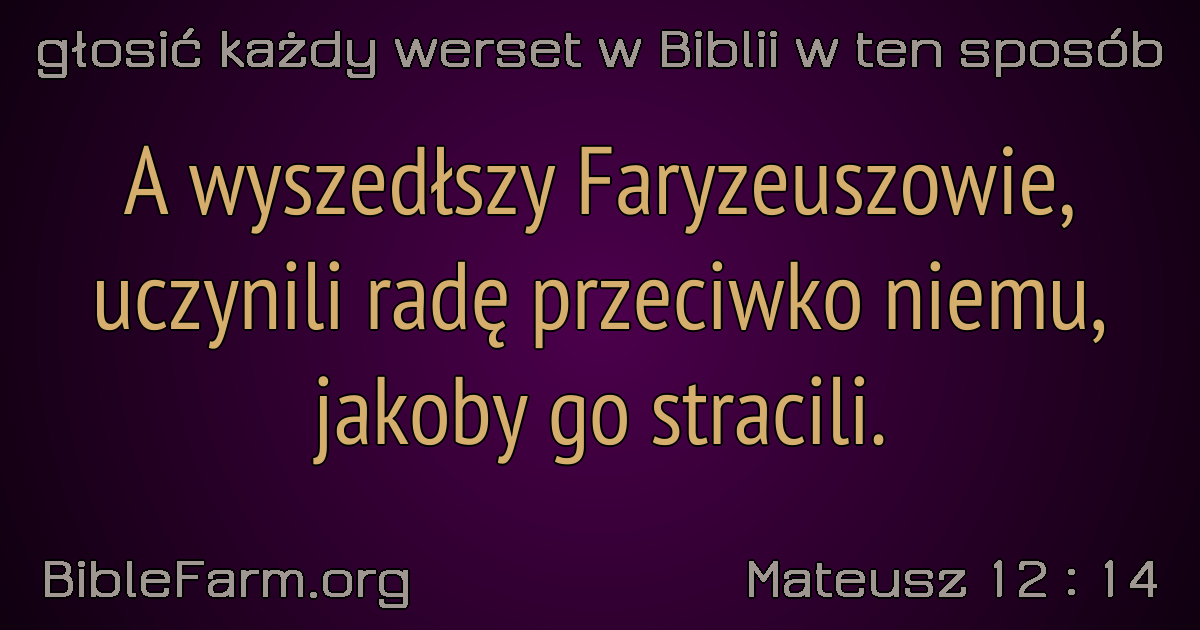 głosić każdy werset w Biblii w ten sposób
A wyszedłszy Faryzeuszowie,
uczynili radę przeciwko niemu,
jakoby go stracili.
BibleFarm.org
Mateusz 12 : 14